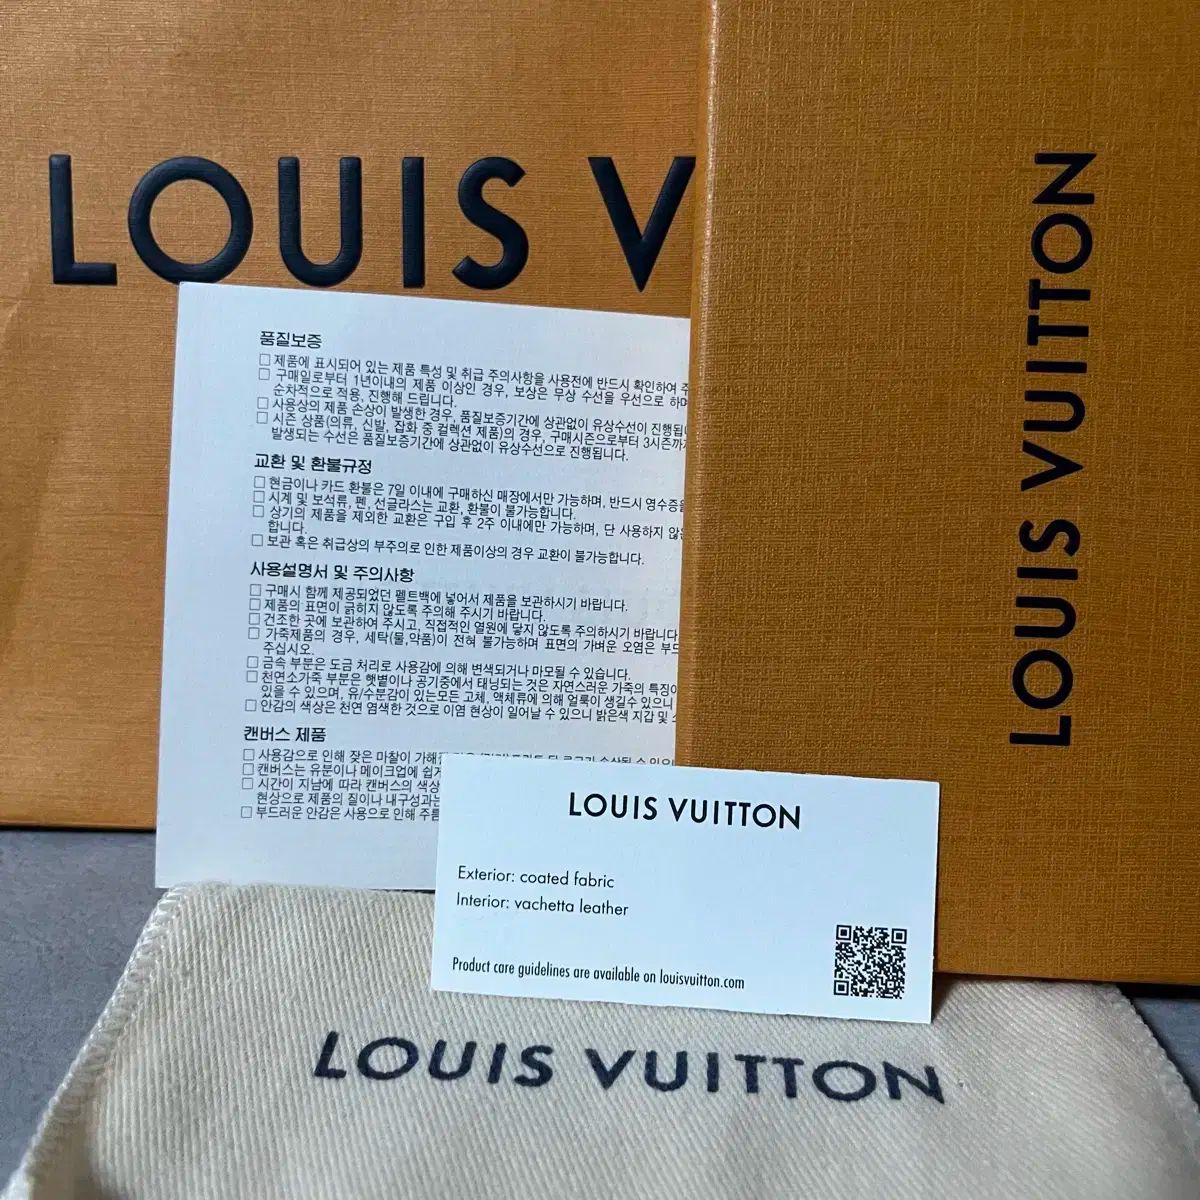 LOUIS V
LOUIS VUITTON
품질보증
□ 제품에 표시되어 있는 제품 특성 및 취급 주의사항을 사용전에 반드시 확인하여 주
□ 구매일로부터 1년이내의 제품 이상인 경우, 보상은 무상 수선을 우선으로 하며
순차적으로 적용, 진행해 드립니다.
□ 사용상의 제품 손상이 발생한 경우, 품질보증기간에 상관없이 유상수선이 진행됩니
□ 시즌 상품(의류, 신발, 잡화 중 컬렉션 제품)의 경우, 구매시즌으로부터 3시즌까지
발생되는 수선은 품질보증기간에 상관없이 유상수선으로 진행됩니다.
교환 및 환불규정
□ 현금이나 카드 환불은 7일 이내에 구매하신 매장에서만 가능하며, 반드시 영수증을
□ 시계 및 보석류, 펜, 선글라스는 교환, 환불이 불가능합니다.
□ 상기의 제품을 제외한 교환은 구입 후 2주 이내에만 가능하며, 단 사용하지 않은
합니다.
□ 보관 혹은 취급상의 부주의로 인한 제품이상의 경우 교환이 불가능합니다.
사용설명서 및 주의사항
□ 구매시 함께 제공되었던 펠트백에 넣어서 제품을 보관하시기 바랍니다.
□ 제품의 표면이 긁히지 않도록 주의해 주시기 바랍니다.
□ 건조한 곳에 보관하여 주시고, 직접적인 열원에 닿지 않도록 주의하시기 바랍니다.
□ 가죽제품의 경우, 세탁(물,약품)이 전혀 불가능하며 표면의 가벼운 오염은 부드
주십시오.
□ 금속 부분은 도금 처리로 사용감에 의해 변색되거나 마모될 수 있습니다.
□ 천연소가죽 부분은 햇볕이나 공기중에서 태닝되는 것은 자연스러운 가죽의 특징이
있을 수 있으며, 유/수분감이 있는모든 고체, 액체류에 의해 얼룩이 생길수 있으니
□ 안감의 색상은 천연 염색한 것으로 이염 현상이 일어날 수 있으니 밝은색 지갑 및 소
캔버스 제품
□ 사용감으로 인해 잦은 마찰이 가해질
□ 캔버스는 유분이나 메이크업에 쉽게
□ 시간이 지남에 따라 캔버스의 색상
현상으로 제품의 질이나 내구성과는
□ 부드러운 안감은 사용으로 인해 주름
LOUIS VUITTON
Exterior: coated fabric
Interior: vachetta leather
Product care guidelines are available on louisvuitton.com
LOUIS VUITTON